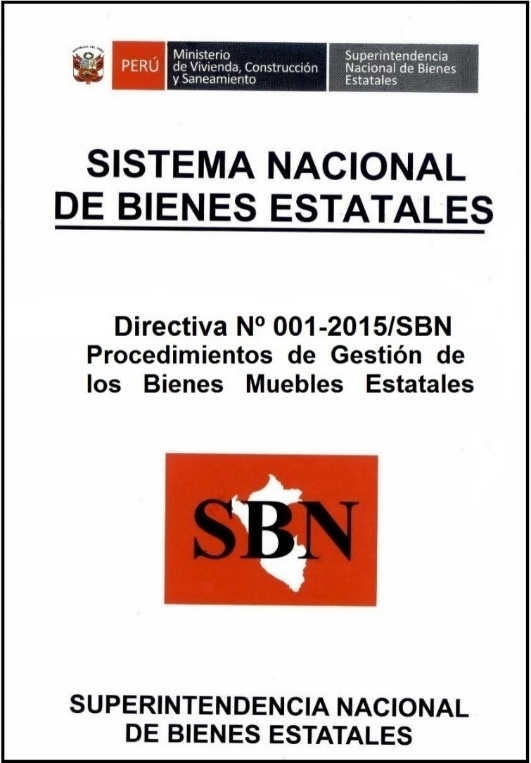 PERÚ
Ministerio
de Vivienda, Construcción
y Saneamiento
Superintendencia
Nacional de Bienes
Estatales
SISTEMA NACIONAL
DE BIENES ESTATALES
Directiva Nº 001-2015/SBN
Procedimientos de Gestión de
los Bienes Muebles Estatales
SBN
SUPERINTENDENCIA NACIONAL
DE BIENES ESTATALES